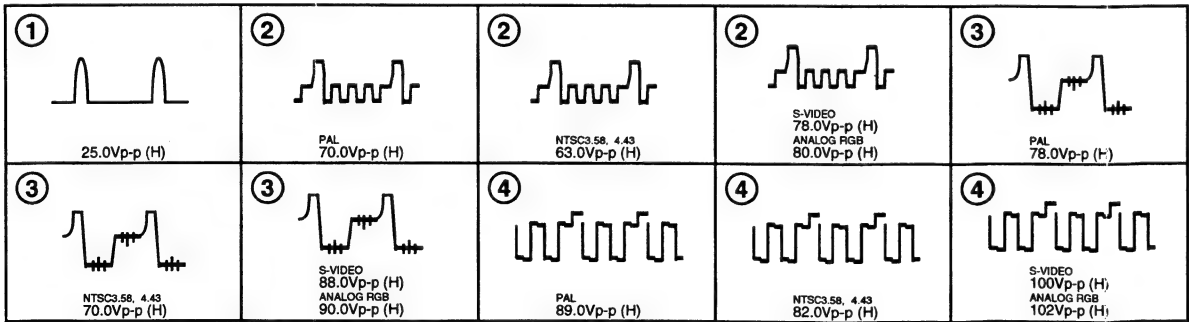 ①
25.0Vp-p (H)
②
PAL
70.0Vp-p (H)
②
NTSC3.58, 4.43
63.0Vp-p (H)
②
S-VIDEO
78.0Vp-p (H)
ANALOG RGB
80.0Vp-p (H)
③
PAL
78.0Vp-p (H)
③
NTSC3.58, 4.43
70.0Vp-p (H)
③
S-VIDEO
88.0Vp-p (H)
ANALOG RGB
90.0Vp-p (H)
④
PAL
89.0Vp-p (H)
④
NTSC3.58, 4.43
82.0Vp-p (H)
④
S-VIDEO
100Vp-p (H)
ANALOG RGB
102Vp-p (H)